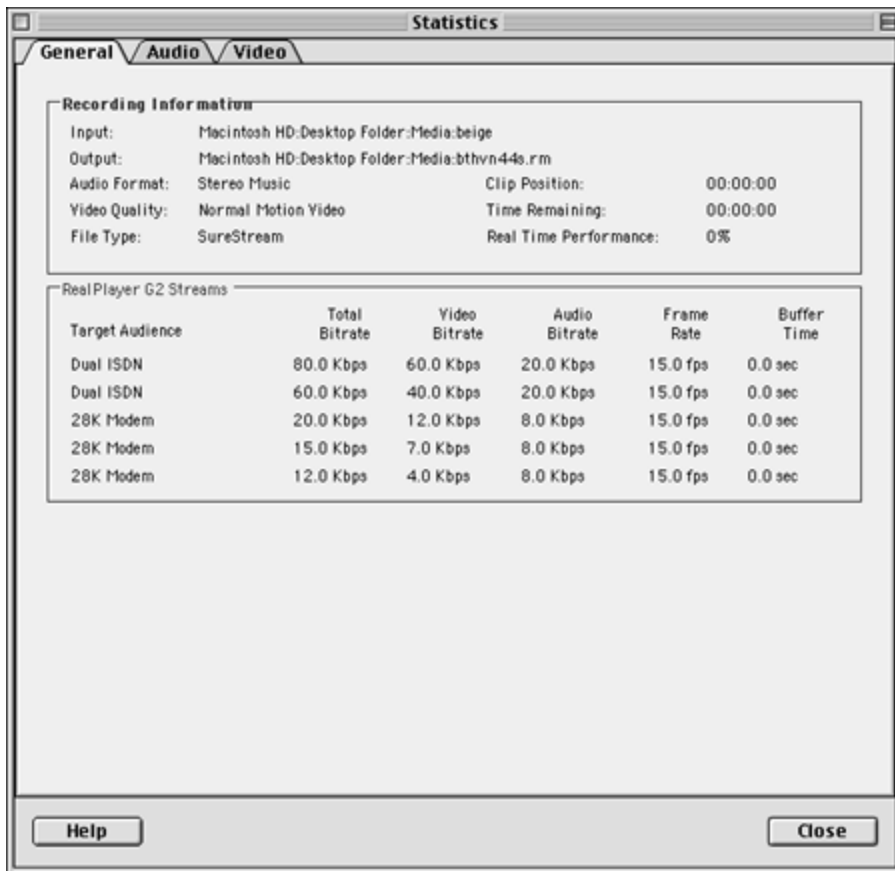 Statistics
General Audio Video
Recording Information
Input: Macintosh HD:Desktop Folder:Media:beige
Output: Macintosh HD:Desktop Folder:Media:bthvn44s.rm
Audio Format: Stereo Music Clip Position: 00:00:00
Video Quality: Normal Motion Video Time Remaining: 00:00:00
File Type: SureStream Real Time Performance: 0%
RealPlayer G2 Streams
Target Audience Total Bitrate Video Bitrate Audio Bitrate Frame Rate Buffer Time
Dual ISDN 80.0 Kbps 60.0 Kbps 20.0 Kbps 15.0 fps 0.0 sec
Dual ISDN 60.0 Kbps 40.0 Kbps 20.0 Kbps 15.0 fps 0.0 sec
28K Modem 20.0 Kbps 12.0 Kbps 8.0 Kbps 15.0 fps 0.0 sec
28K Modem 15.0 Kbps 7.0 Kbps 8.0 Kbps 15.0 fps 0.0 sec
28K Modem 12.0 Kbps 4.0 Kbps 8.0 Kbps 15.0 fps 0.0 sec
Help Close